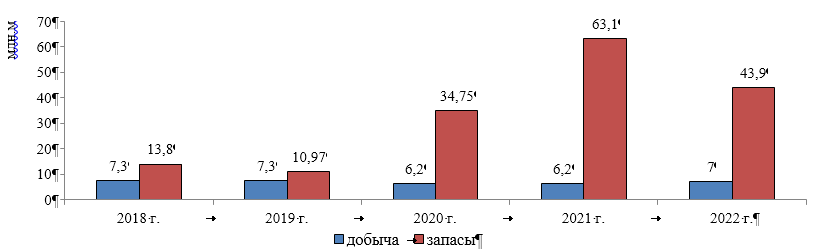 млн.м
70¶
60¶
50¶
40¶
30¶
20¶
10¶
0¶
7,3 13,8 7,3 10,97 6,2 34,75 6,2 63,1 7 43,9
2018·г. → 2019·г. → 2020·г. → 2021·г. → 2022·г.¶
добыча → запасы¶